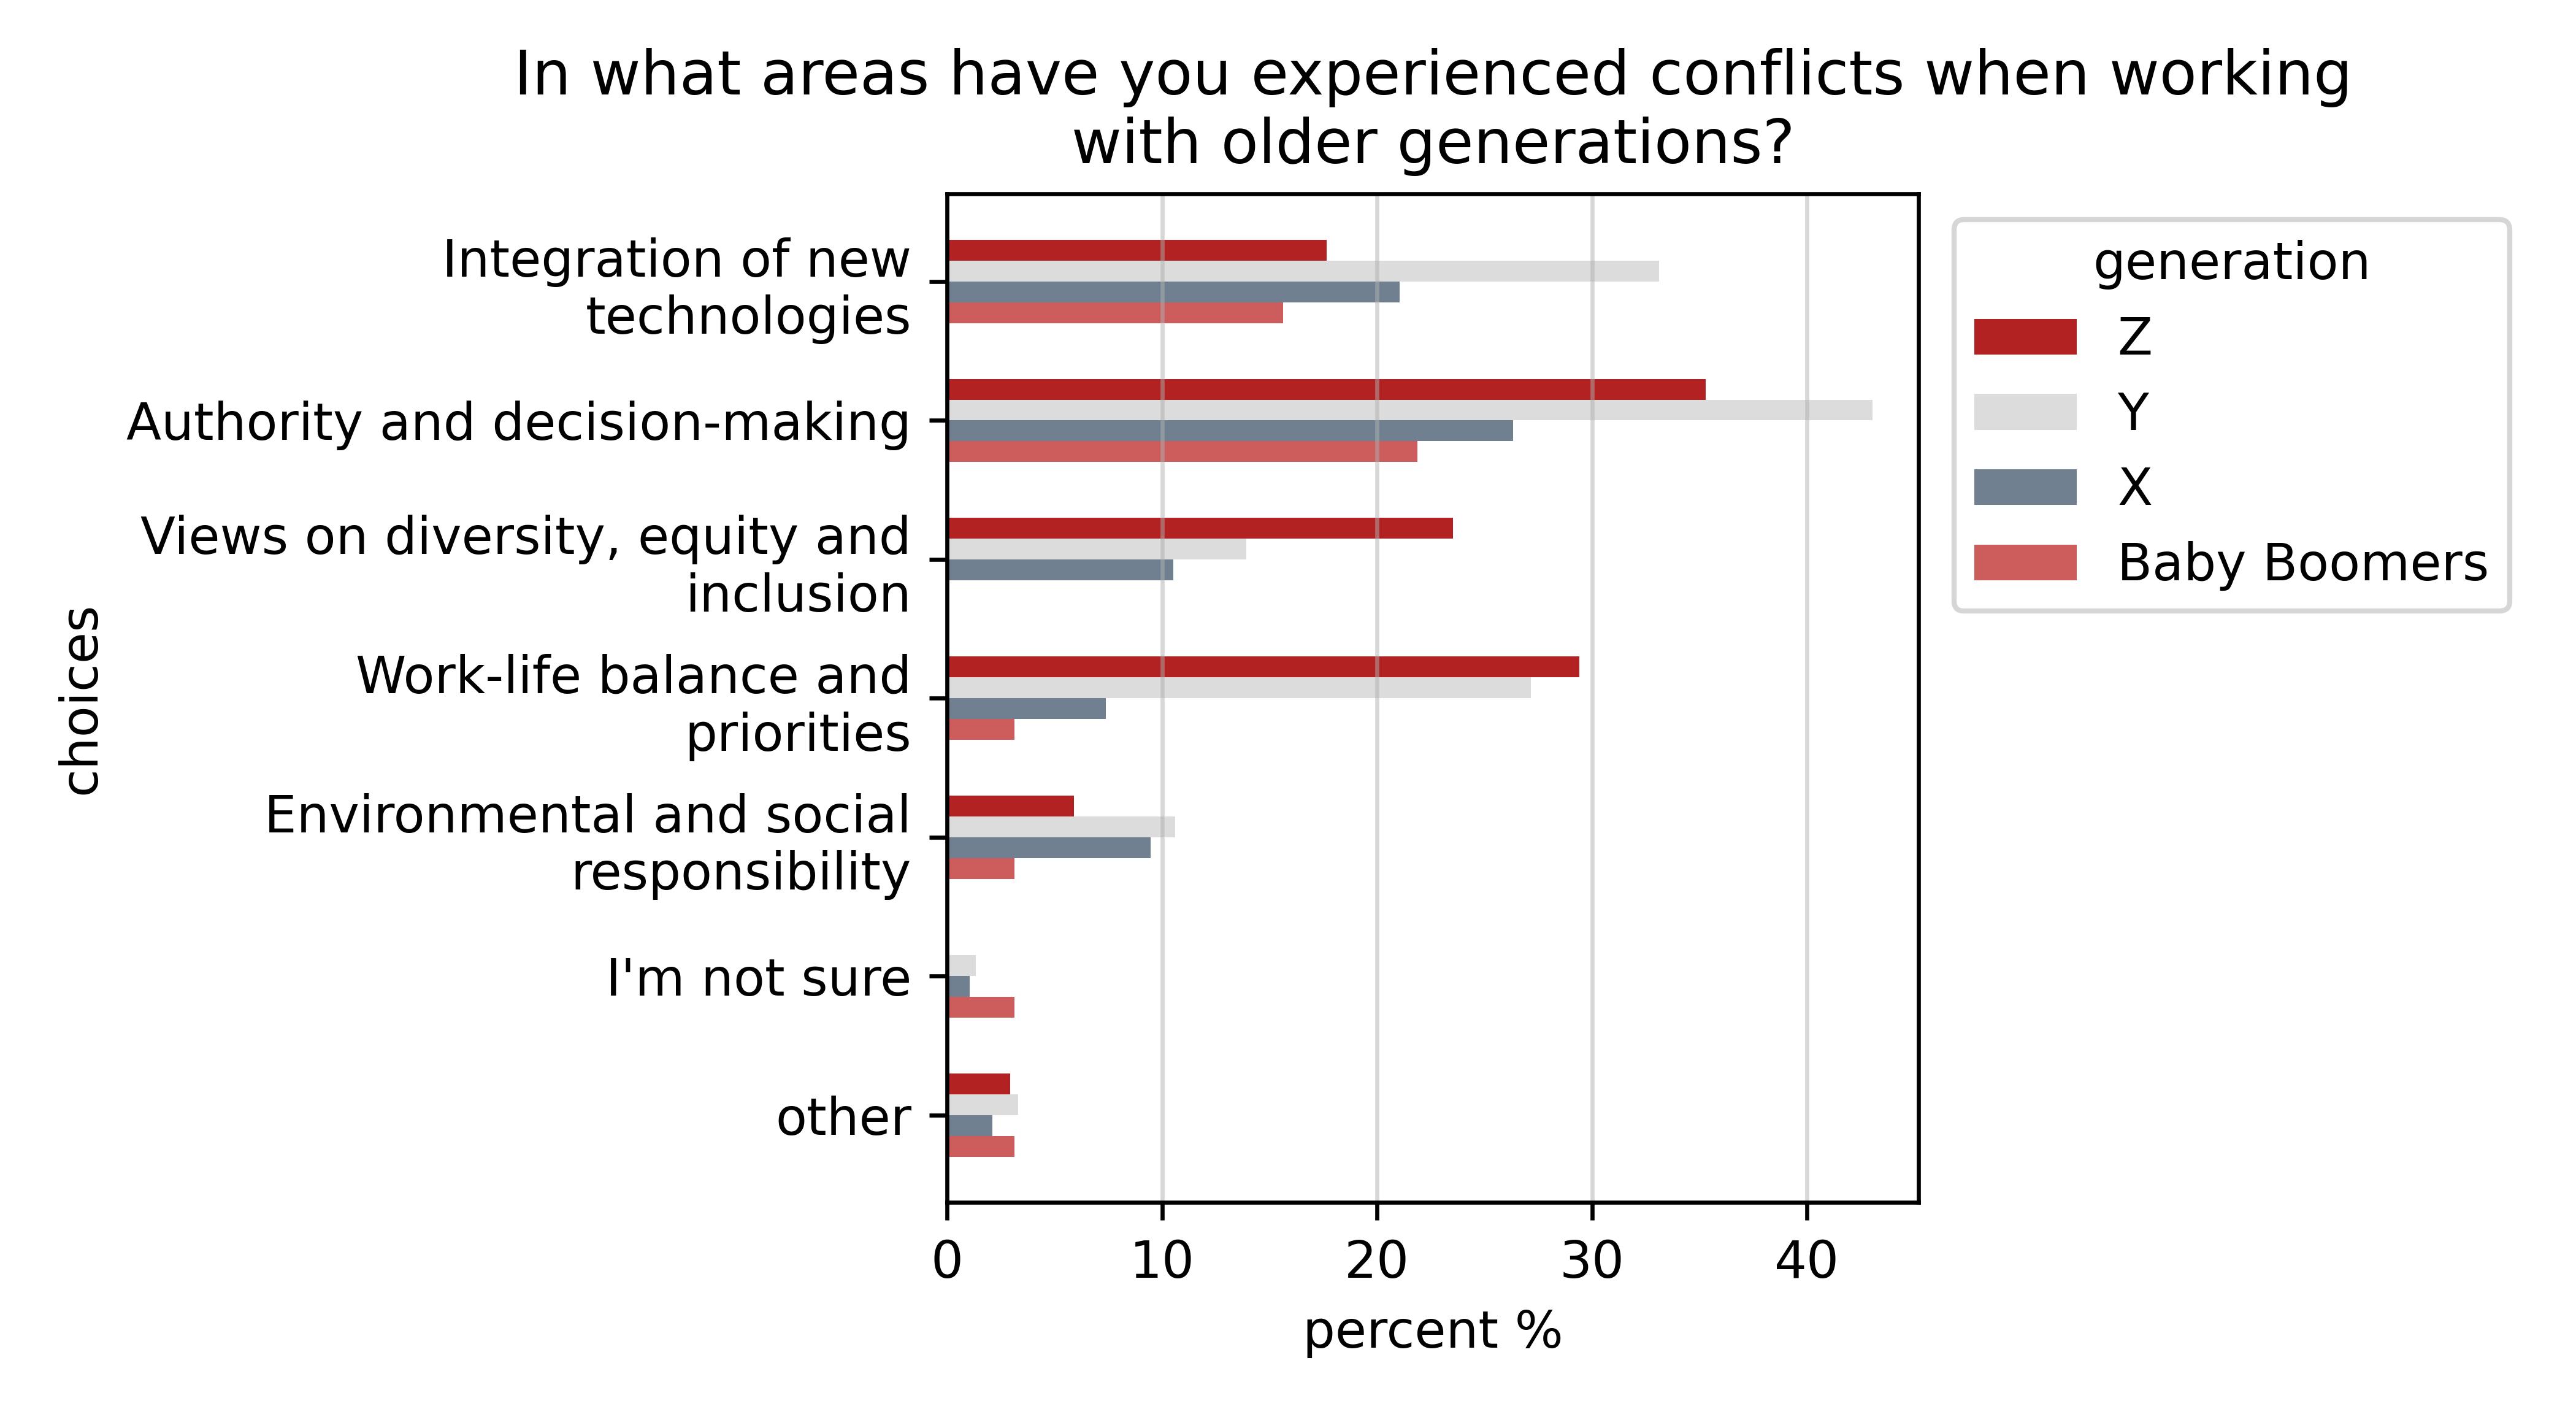 In what areas have you experienced conflicts when working
with older generations?
choices
Integration of new
technologies
Authority and decision-making
Views on diversity, equity and
inclusion
Work-life balance and
priorities
Environmental and social
responsibility
I'm not sure
other
0 10 20 30 40
percent %
generation
Z
Y
X
Baby Boomers